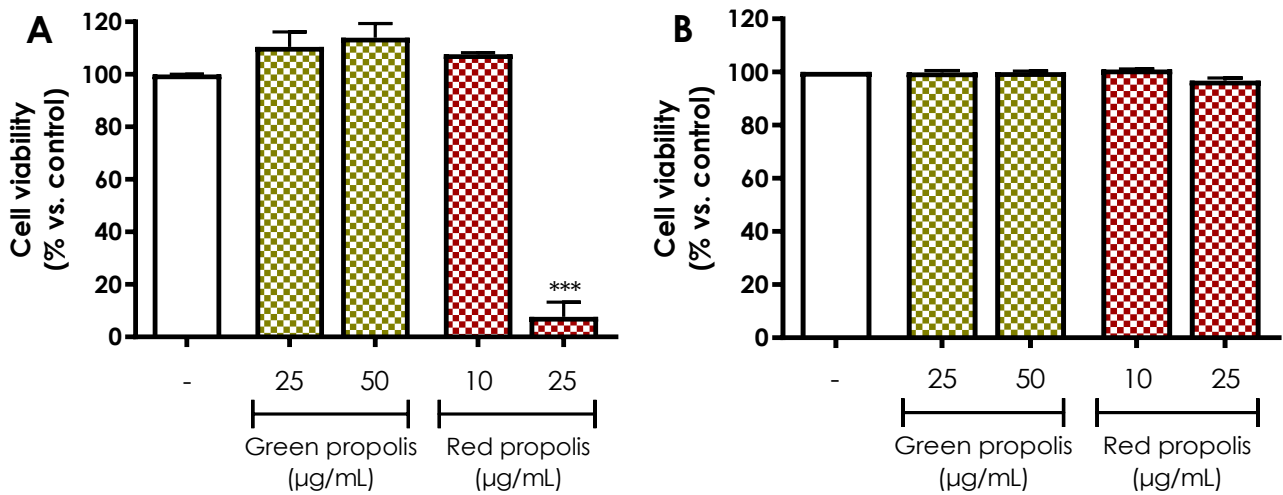 A
Cell viability
(% vs. control)
120
100
80
60
40
20
0
***
- 25 50 10 25
Green propolis Red propolis
(µg/mL) (µg/mL)
B
Cell viability
(% vs. control)
120
100
80
60
40
20
0
- 25 50 10 25
Green propolis Red propolis
(µg/mL) (µg/mL)